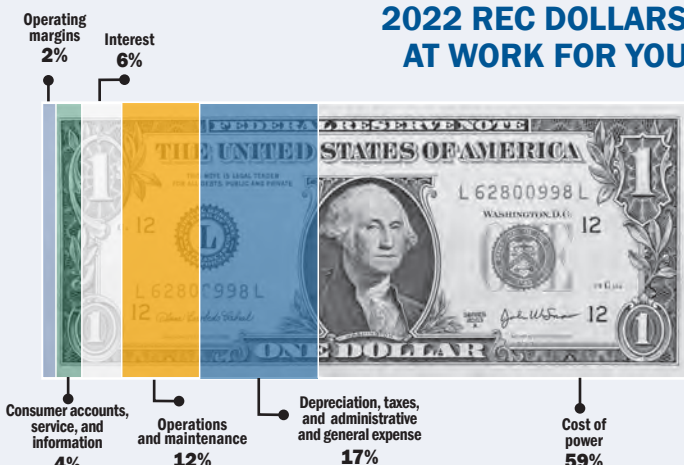 2022 REC DOLLARS
AT WORK FOR YOU
Operating
margins
2%
Interest
6%
FEDERAL RESERVE NOTE
THE UNITED STATES OF AMERICA
THIS NOTE IS LEGAL TENDER
FOR ALL DEBTS, PUBLIC AND PRIVATE
L 62800998 L
WASHINGTON, D.C.
12
12
L
L 62800998 L
12
12
ONE DOLLAR
1
1
1
1
Consumer accounts,
service, and
information
4%
Operations
and maintenance
12%
Depreciation, taxes,
and administrative
and general expense
17%
Cost of
power
59%